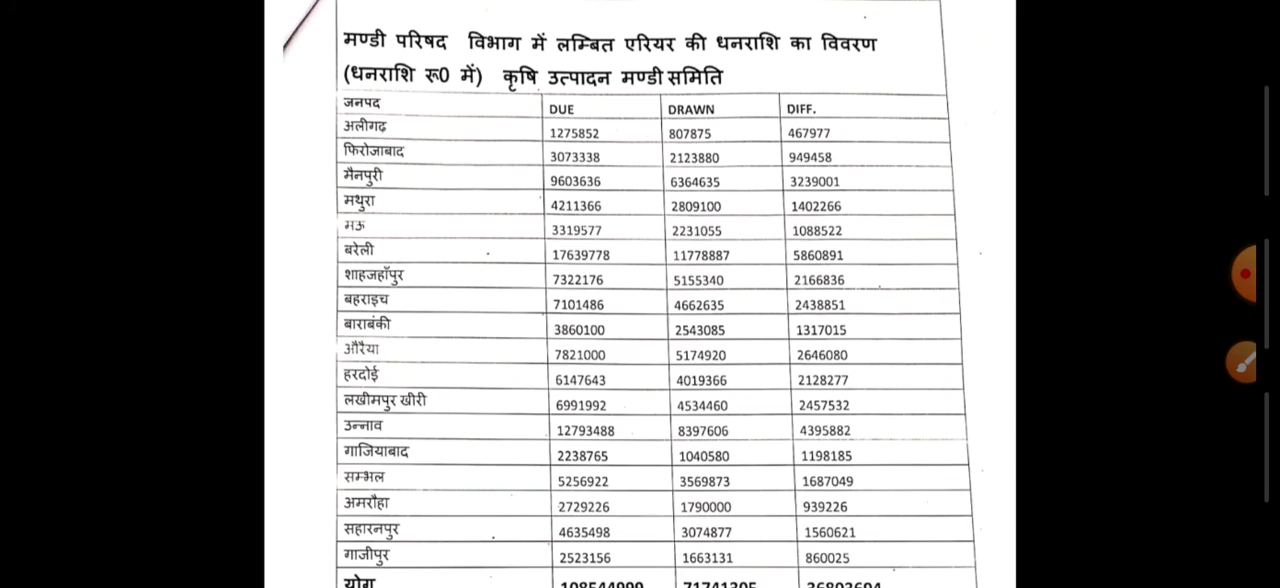 मण्डी परिषद विभाग में लम्बित एरियर की धनराशि का विवरण
(धनराशि रू0 में) कृषि उत्पादन मण्डी समिति
जनपद DUE DRAWN DIFF.
अलीगढ़ 1275852 807875 467977
फिरोजाबाद 3073338 2123880 949458
मैनपुरी 9603636 6364635 3239001
मथुरा 4211366 2809100 1402266
मऊ 3319577 2231055 1088522
बरेली 17639778 11778887 5860891
शाहजहाँपुर 7322176 5155340 2166836
बहराइच 7101486 4662635 2438851
बाराबंकी 3860100 2543085 1317015
औरैया 7821000 5174920 2646080
हरदोई 6147643 4019366 2128277
लखीमपुर खीरी 6991992 4534460 2457532
उन्नाव 12793488 8397606 4395882
गाजियाबाद 2238765 1040580 1198185
सम्भल 5256922 3569873 1687049
अमरौहा 2729226 1790000 939226
सहारनपुर 4635498 3074877 1560621
गाजीपुर 2523156 1663131 860025
योग